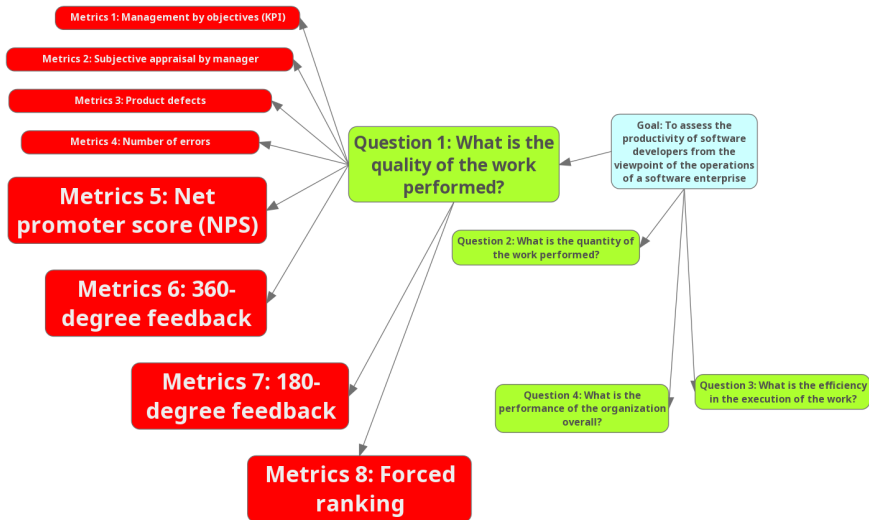 Metrics 1: Management by objectives (KPI)
Metrics 2: Subjective appraisal by manager
Metrics 3: Product defects
Metrics 4: Number of errors
Metrics 5: Net
promoter score (NPS)
Metrics 6: 360-
degree feedback
Metrics 7: 180-
degree feedback
Metrics 8: Forced
ranking
Question 1: What is the
quality of the work
performed?
Goal: To assess the
productivity of software
developers from the
viewpoint of the operations
of a software enterprise
Question 2: What is the quantity of
the work performed?
Question 4: What is the
performance of the organization
overall?
Question 3: What is the efficiency
in the execution of the work?